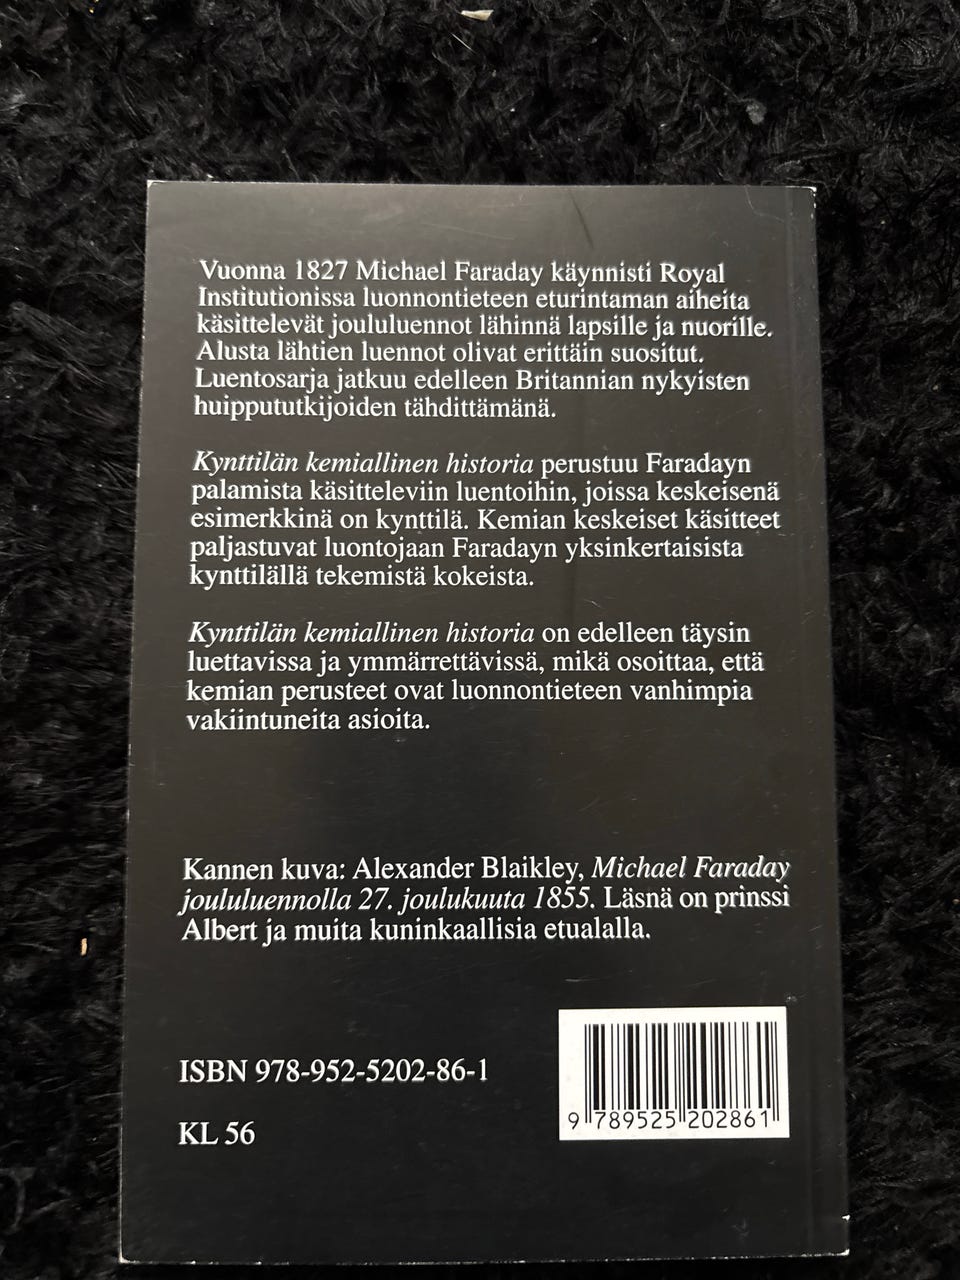 Vuonna 1827 Michael Faraday käynnisti Royal
Institutionissa luonnontieteen eturintaman aiheita
käsittelevät joululuennot lähinnä lapsille ja nuorille.
Alusta lähtien luennot olivat erittäin suositut.
Luentosarja jatkuu edelleen Britannian nykyisten
huippututkijoiden tähdittämänä.
Kynttilän kemiallinen historia perustuu Faradayn
palamista käsitteleviin luentoihin, joissa keskeisenä
esimerkkinä on kynttilä. Kemian keskeiset käsitteet
paljastuvat luontojaan Faradayn yksinkertaisista
kynttilällä tekemistä kokeista.
Kynttilän kemiallinen historia on edelleen täysin
luettavissa ja ymmärrettävissä, mikä osoittaa, että
kemian perusteet ovat luonnontieteen vanhimpia
vakiintuneita asioita.
Kannen kuva: Alexander Blaikley, Michael Faraday
joululuennolla 27. joulukuuta 1855. Läsnä on prinssi
Albert ja muita kuninkaallisia etualalla.
ISBN 978-952-5202-86-1
KL 56
9 789525 202861